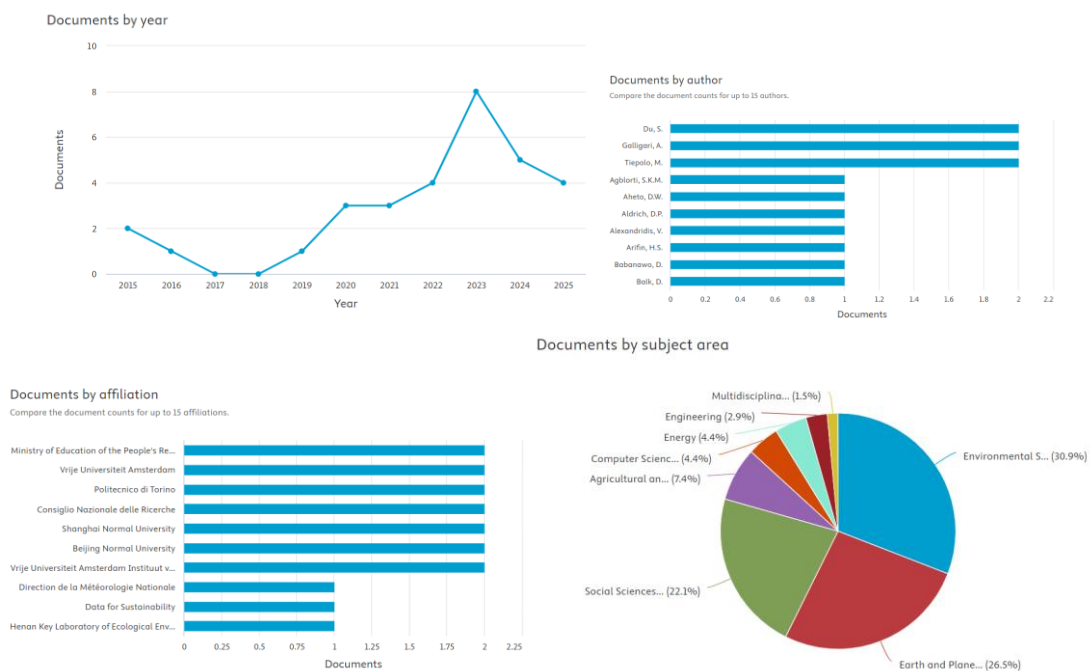 Documents by year
10
8
6
4
2
0
Documents
2015 2016 2017 2018 2019 2020 2021 2022 2023 2024 2025
Year
Documents by author
Compare the document counts for up to 15 authors.
Du, S.
Galligari, A.
Tiepolo, M.
Agblorti, S.K.M.
Aheto, D.W.
Aldrich, D.P.
Alexandridis, V.
Arifin, H.S.
Babanawo, D.
Balk, D.
0 0.2 0.4 0.6 0.8 1 1.2 1.4 1.6 1.8 2 2.2
Documents
Documents by affiliation
Compare the document counts for up to 15 affiliations.
Ministry of Education of the People's Re...
Vrije Universiteit Amsterdam
Politecnico di Torino
Consiglio Nazionale delle Ricerche
Shanghai Normal University
Beijing Normal University
Vrije Universiteit Amsterdam Instituut v...
Direction de la Météorologie Nationale
Data for Sustainability
Henan Key Laboratory of Ecological Env...
0 0.25 0.5 0.75 1 1.25 1.5 1.75 2 2.25
Documents
Documents by subject area
Multidisciplina... (1.5%)
Engineering (2.9%)
Energy (4.4%)
Computer Scienc... (4.4%)
Agricultural an... (7.4%)
Social Sciences... (22.1%)
Environmental S... (30.9%)
Earth and Plane... (26.5%)